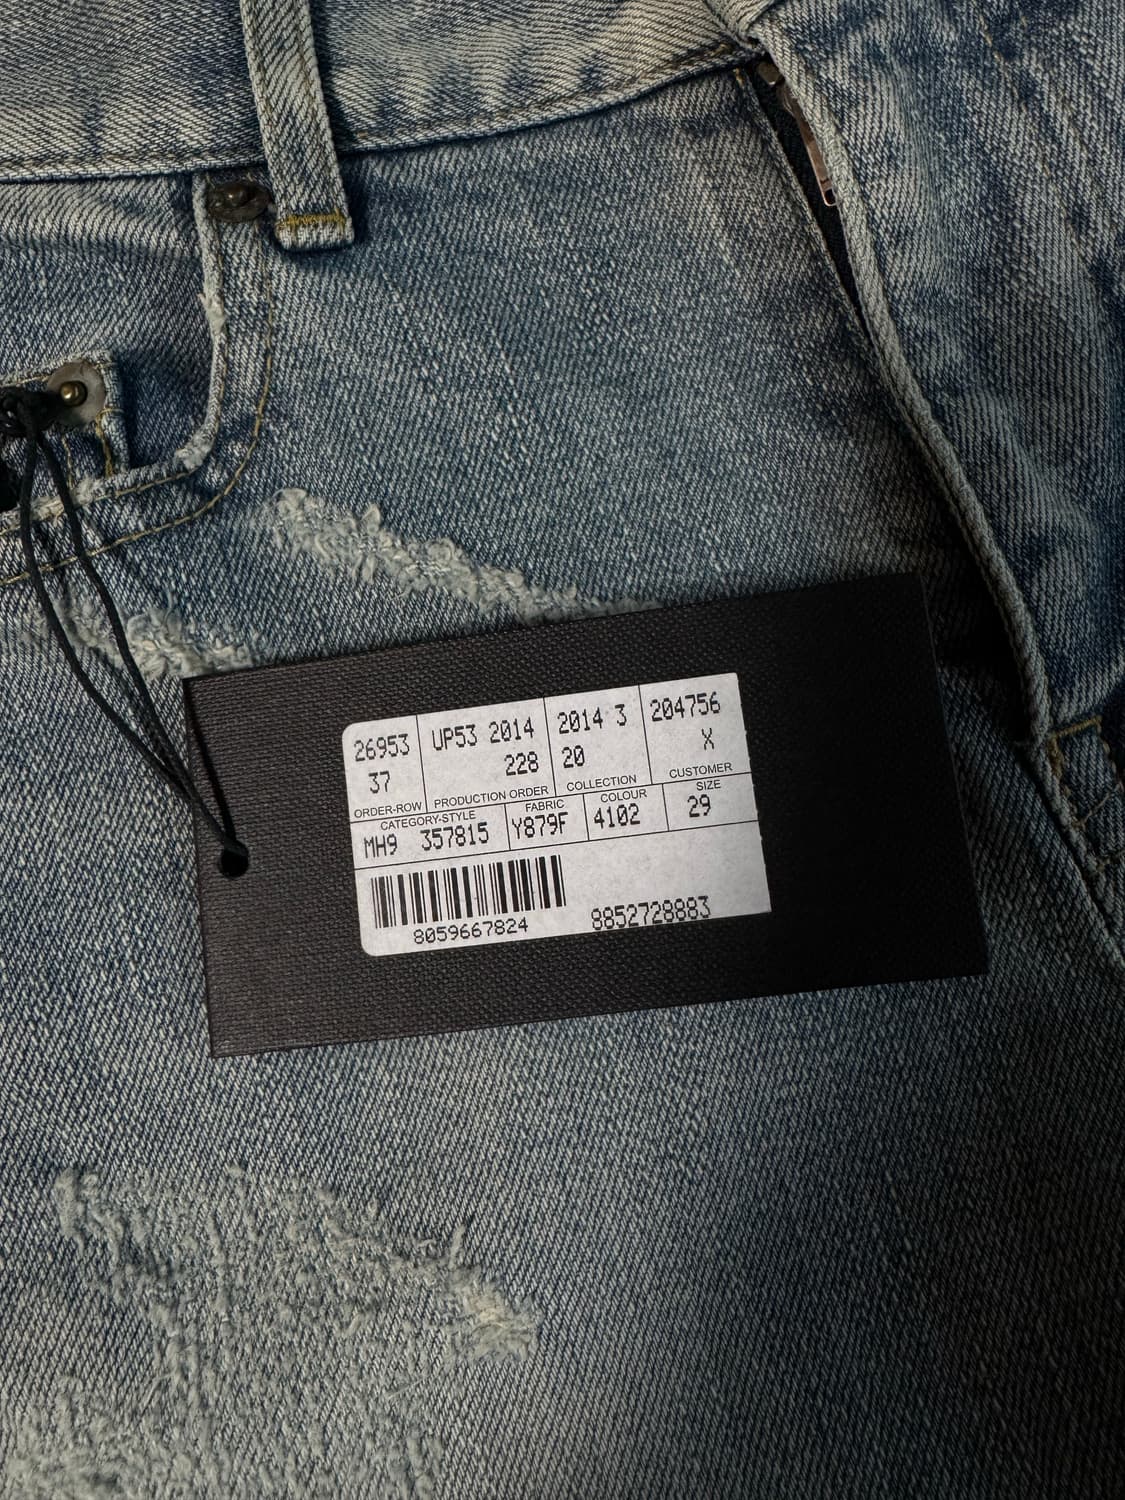 26953 UP53 2014 2014 3 204756
37 228 20 X
ORDER-ROW PRODUCTION ORDER COLLECTION CUSTOMER
CATEGORY-STYLE FABRIC COLOUR SIZE
MH9 357815 Y879F 4102 29
8059667824 8852728883